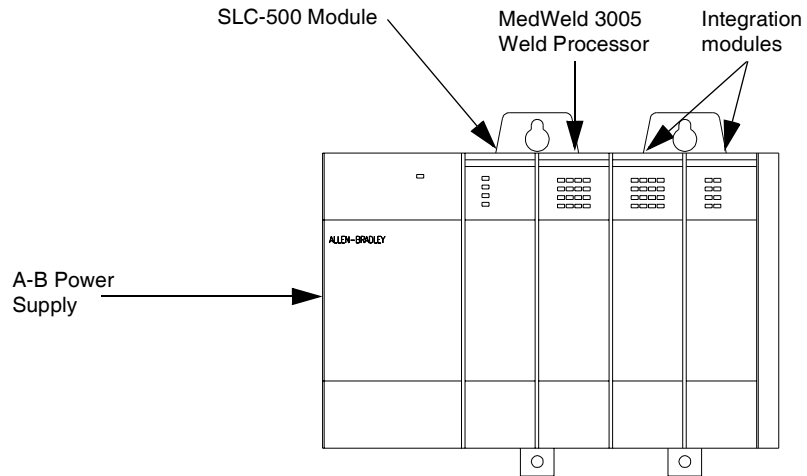 SLC-500 Module
MedWeld 3005
Weld Processor
Integration
modules
ALLEN-BRADLEY
A-B Power
Supply